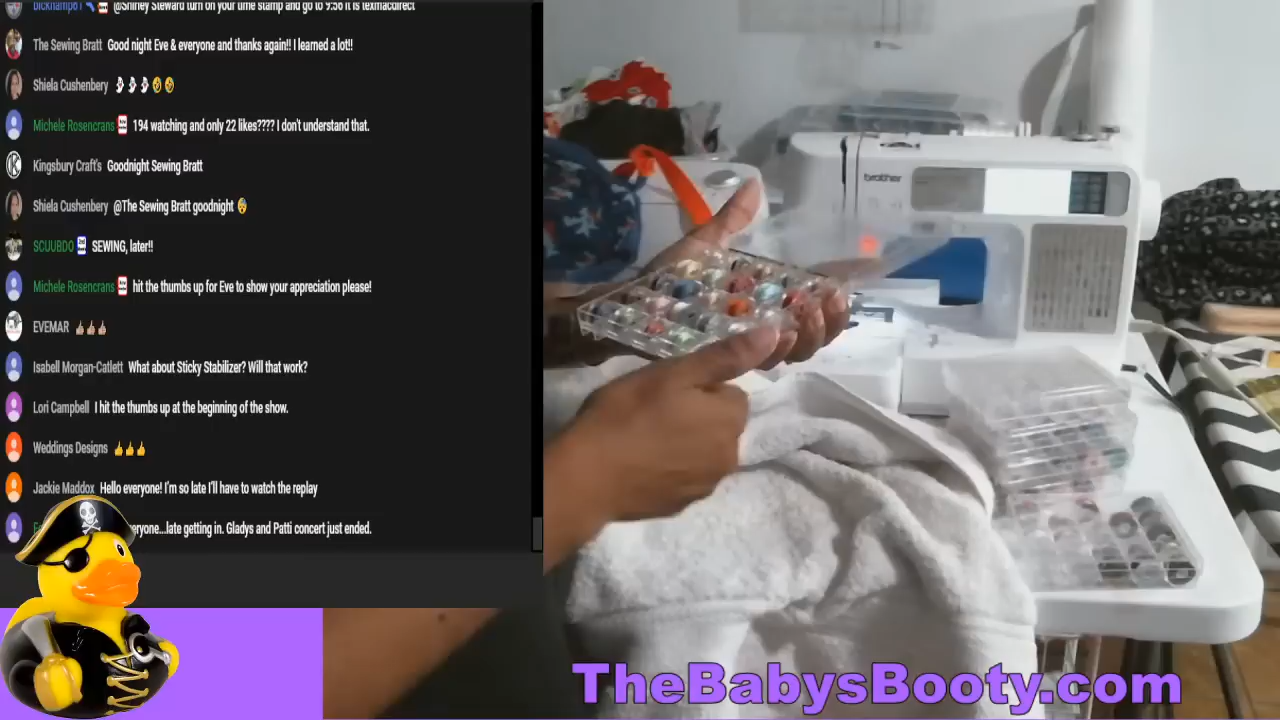 @Shirley Steward turn on your time stamp and go to 9:56 it is texmacdirect
The Sewing Bratt Good night Eve & everyone and thanks again!! I learned a lot!!
Shiela Cushenbery 👻👻👻🤣🤣
Michele Rosencrans 194 watching and only 22 likes???? I don't understand that.
Kingsbury Craft's Goodnight Sewing Bratt
Shiela Cushenbery @The Sewing Bratt goodnight 😴
SCUUBDO SEWING, later!!
Michele Rosencrans hit the thumbs up for Eve to show your appreciation please!
EVEMAR 👍🏽👍🏽👍🏽
Isabell Morgan-Catlett What about Sticky Stabilizer? Will that work?
Lori Campbell I hit the thumbs up at the beginning of the show.
Weddings Designs 👍👍👍
Jackie Maddox Hello everyone! I'm so late I'll have to watch the replay
late getting in. Gladys and Patti concert just ended.
brother
TheBabysBooty.com